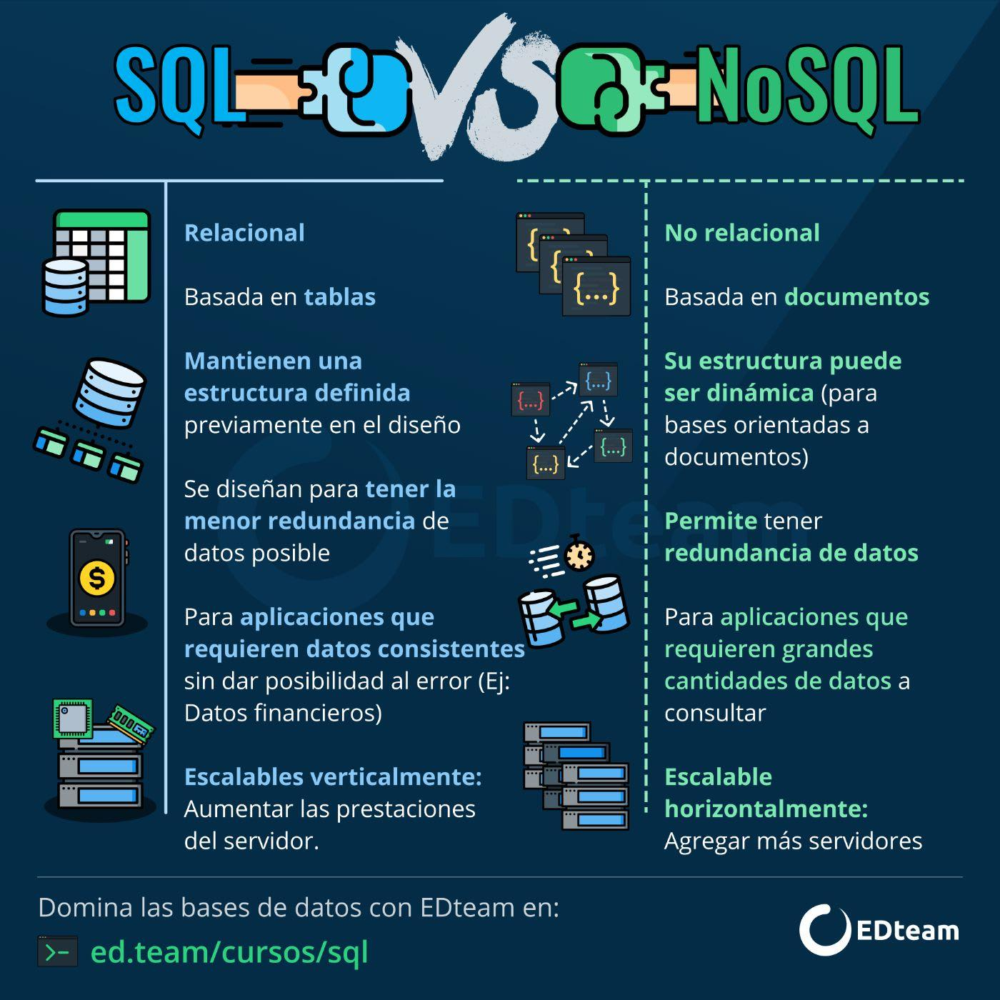 SQL VS NoSQL
Relacional
Basada en tablas
Mantienen una
estructura definida
previamente en el diseño
Se diseñan para tener la
menor redundancia de
datos posible
Para aplicaciones que
requieren datos consistentes
sin dar posibilidad al error (Ej:
Datos financieros)
Escalables verticalmente:
Aumentar las prestaciones
del servidor.
{...}
{...}
{...}
{...}
{...}
$
No relacional
Basada en documentos
Su estructura puede
ser dinámica (para
bases orientadas a
documentos)
Permite tener
redundancia de datos
Para aplicaciones que
requieren grandes
cantidades de datos a
consultar
Escalable
horizontalmente:
Agregar más servidores
EDteam
Domina las bases de datos con EDteam en:
>- ed.team/cursos/sql
EDteam